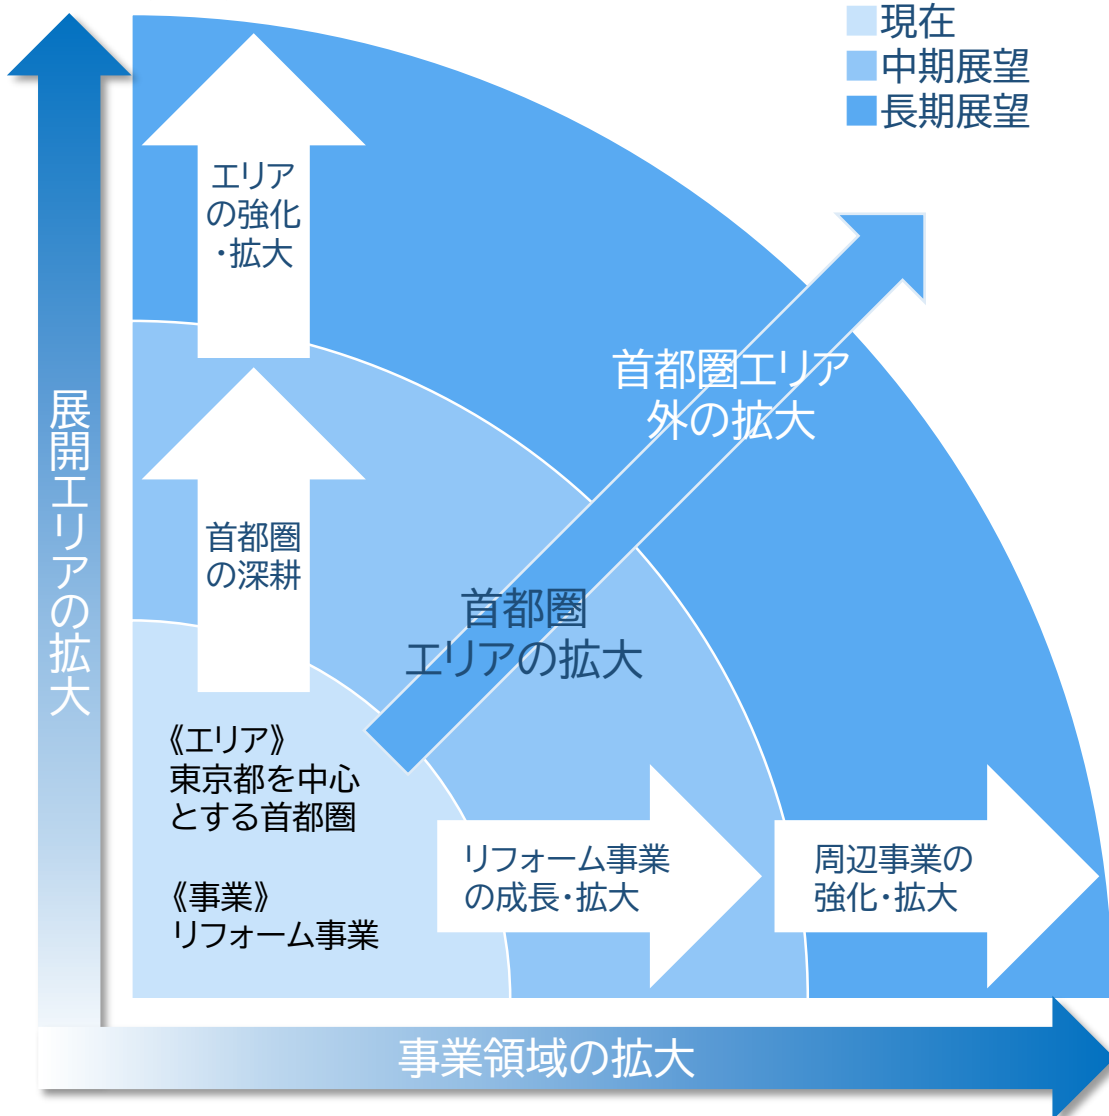 現在
中期展望
長期展望
エリア
の強化
・拡大
首都圏エリア
外の拡大
展開エリアの拡大
首都圏
の深耕
首都圏
エリアの拡大
《エリア》
東京都を中心
とする首都圏
《事業》
リフォーム事業
リフォーム事業
の成長・拡大
周辺事業の
強化・拡大
事業領域の拡大